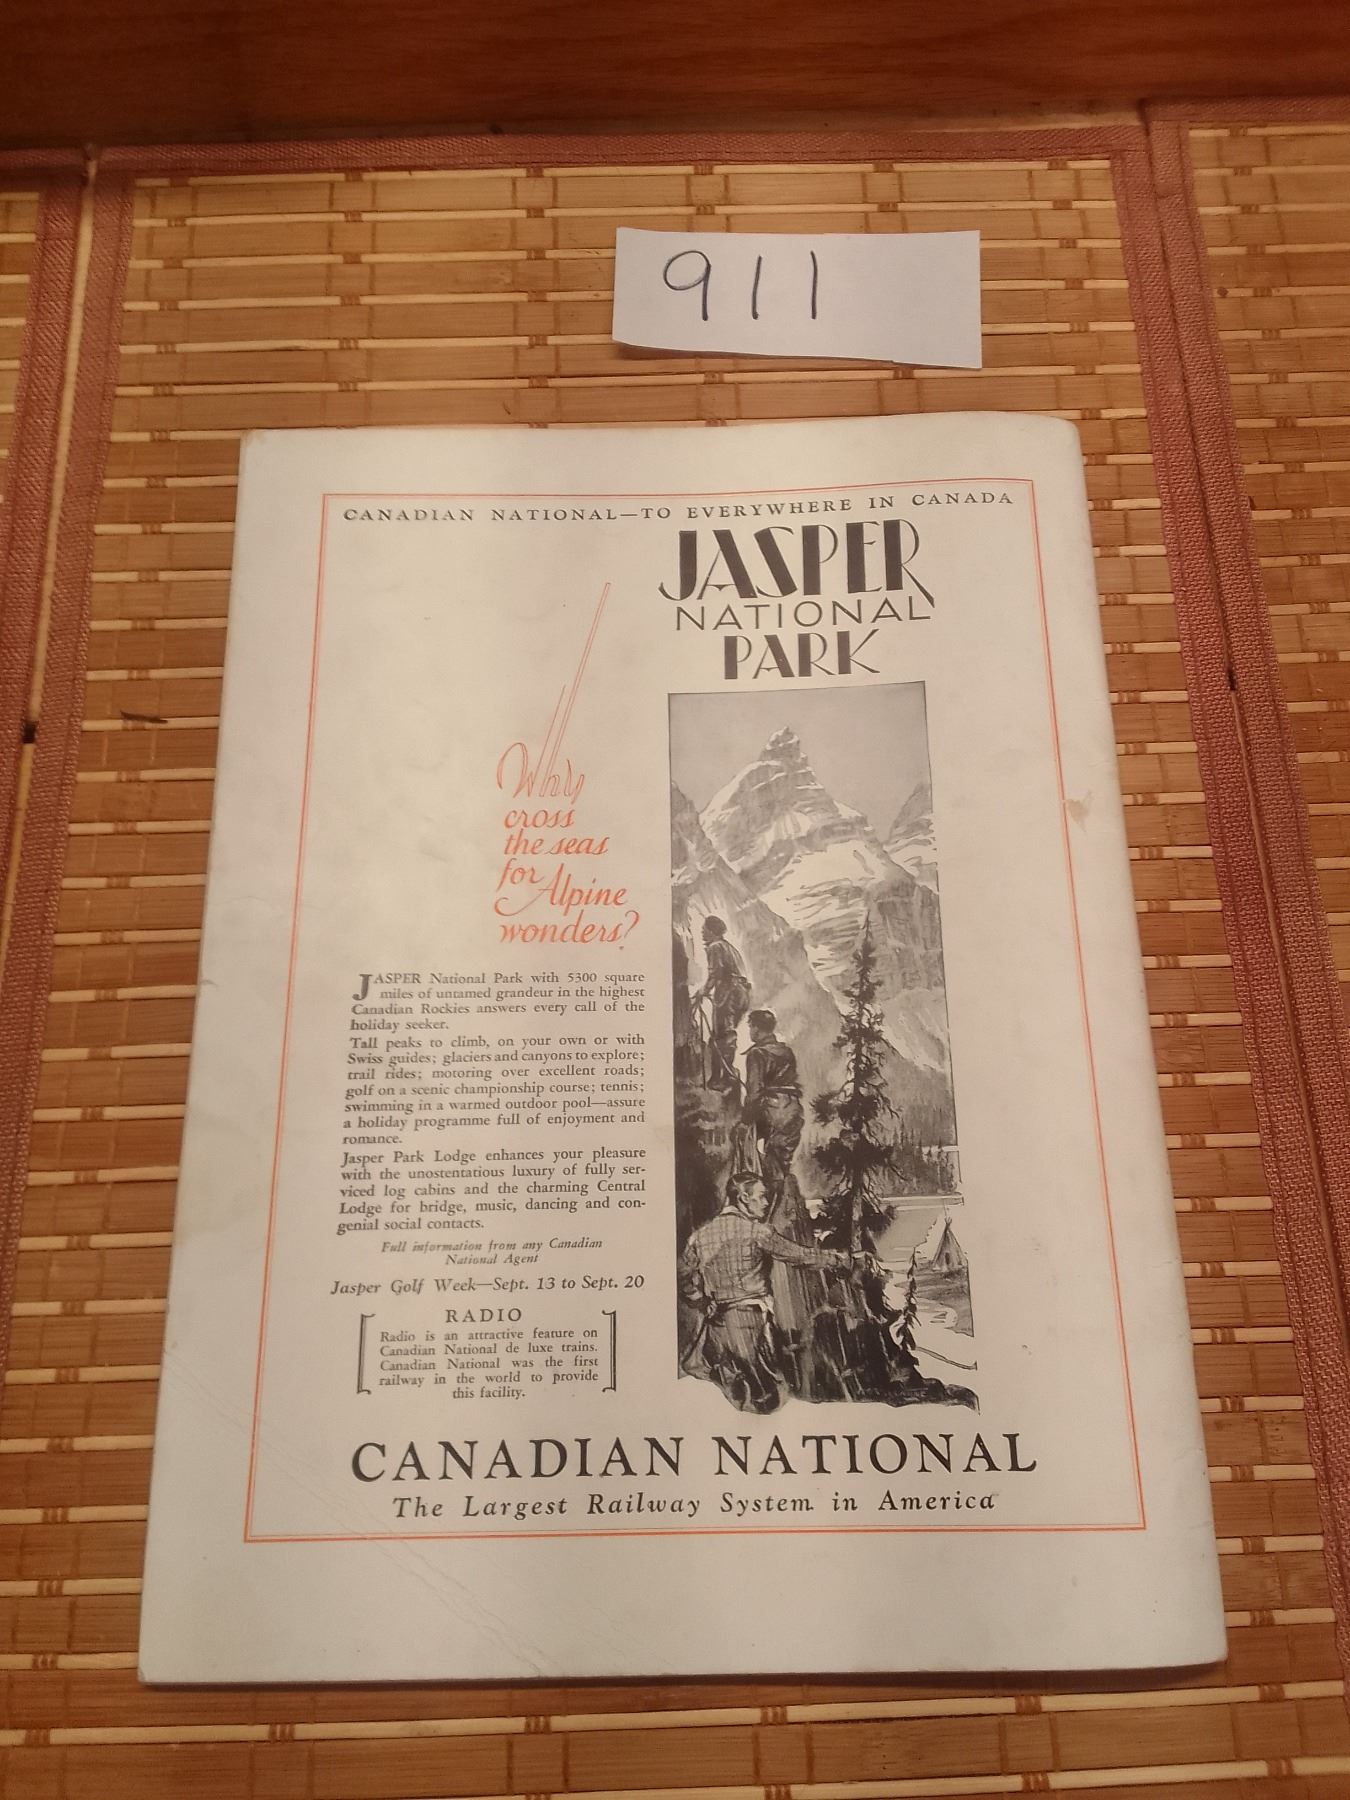 911
CANADIAN NATIONAL—TO EVERYWHERE IN CANADA
JASPER
NATIONAL
PARK
Why
cross
the seas
for
Alpine
wonders?
JASPER National Park with 5300 square
miles of untamed grandeur in the highest
Canadian Rockies answers every call of the
holiday seeker.
Tall peaks to climb, on your own or with
Swiss guides; glaciers and canyons to explore;
trail rides; motoring over excellent roads;
golf on a scenic championship course; tennis;
swimming in a warmed outdoor pool—assure
a holiday programme full of enjoyment and
romance.
Jasper Park Lodge enhances your pleasure
with the unostentatious luxury of fully ser-
viced log cabins and the charming Central
Lodge for bridge, music, dancing and con-
genial social contacts.
Full information from any Canadian
National Agent
Jasper Golf Week—Sept. 13 to Sept. 20
RADIO
Radio is an attractive feature on
Canadian National de luxe trains.
Canadian National was the first
railway in the world to provide
this facility.
CANADIAN NATIONAL
The Largest Railway System in America